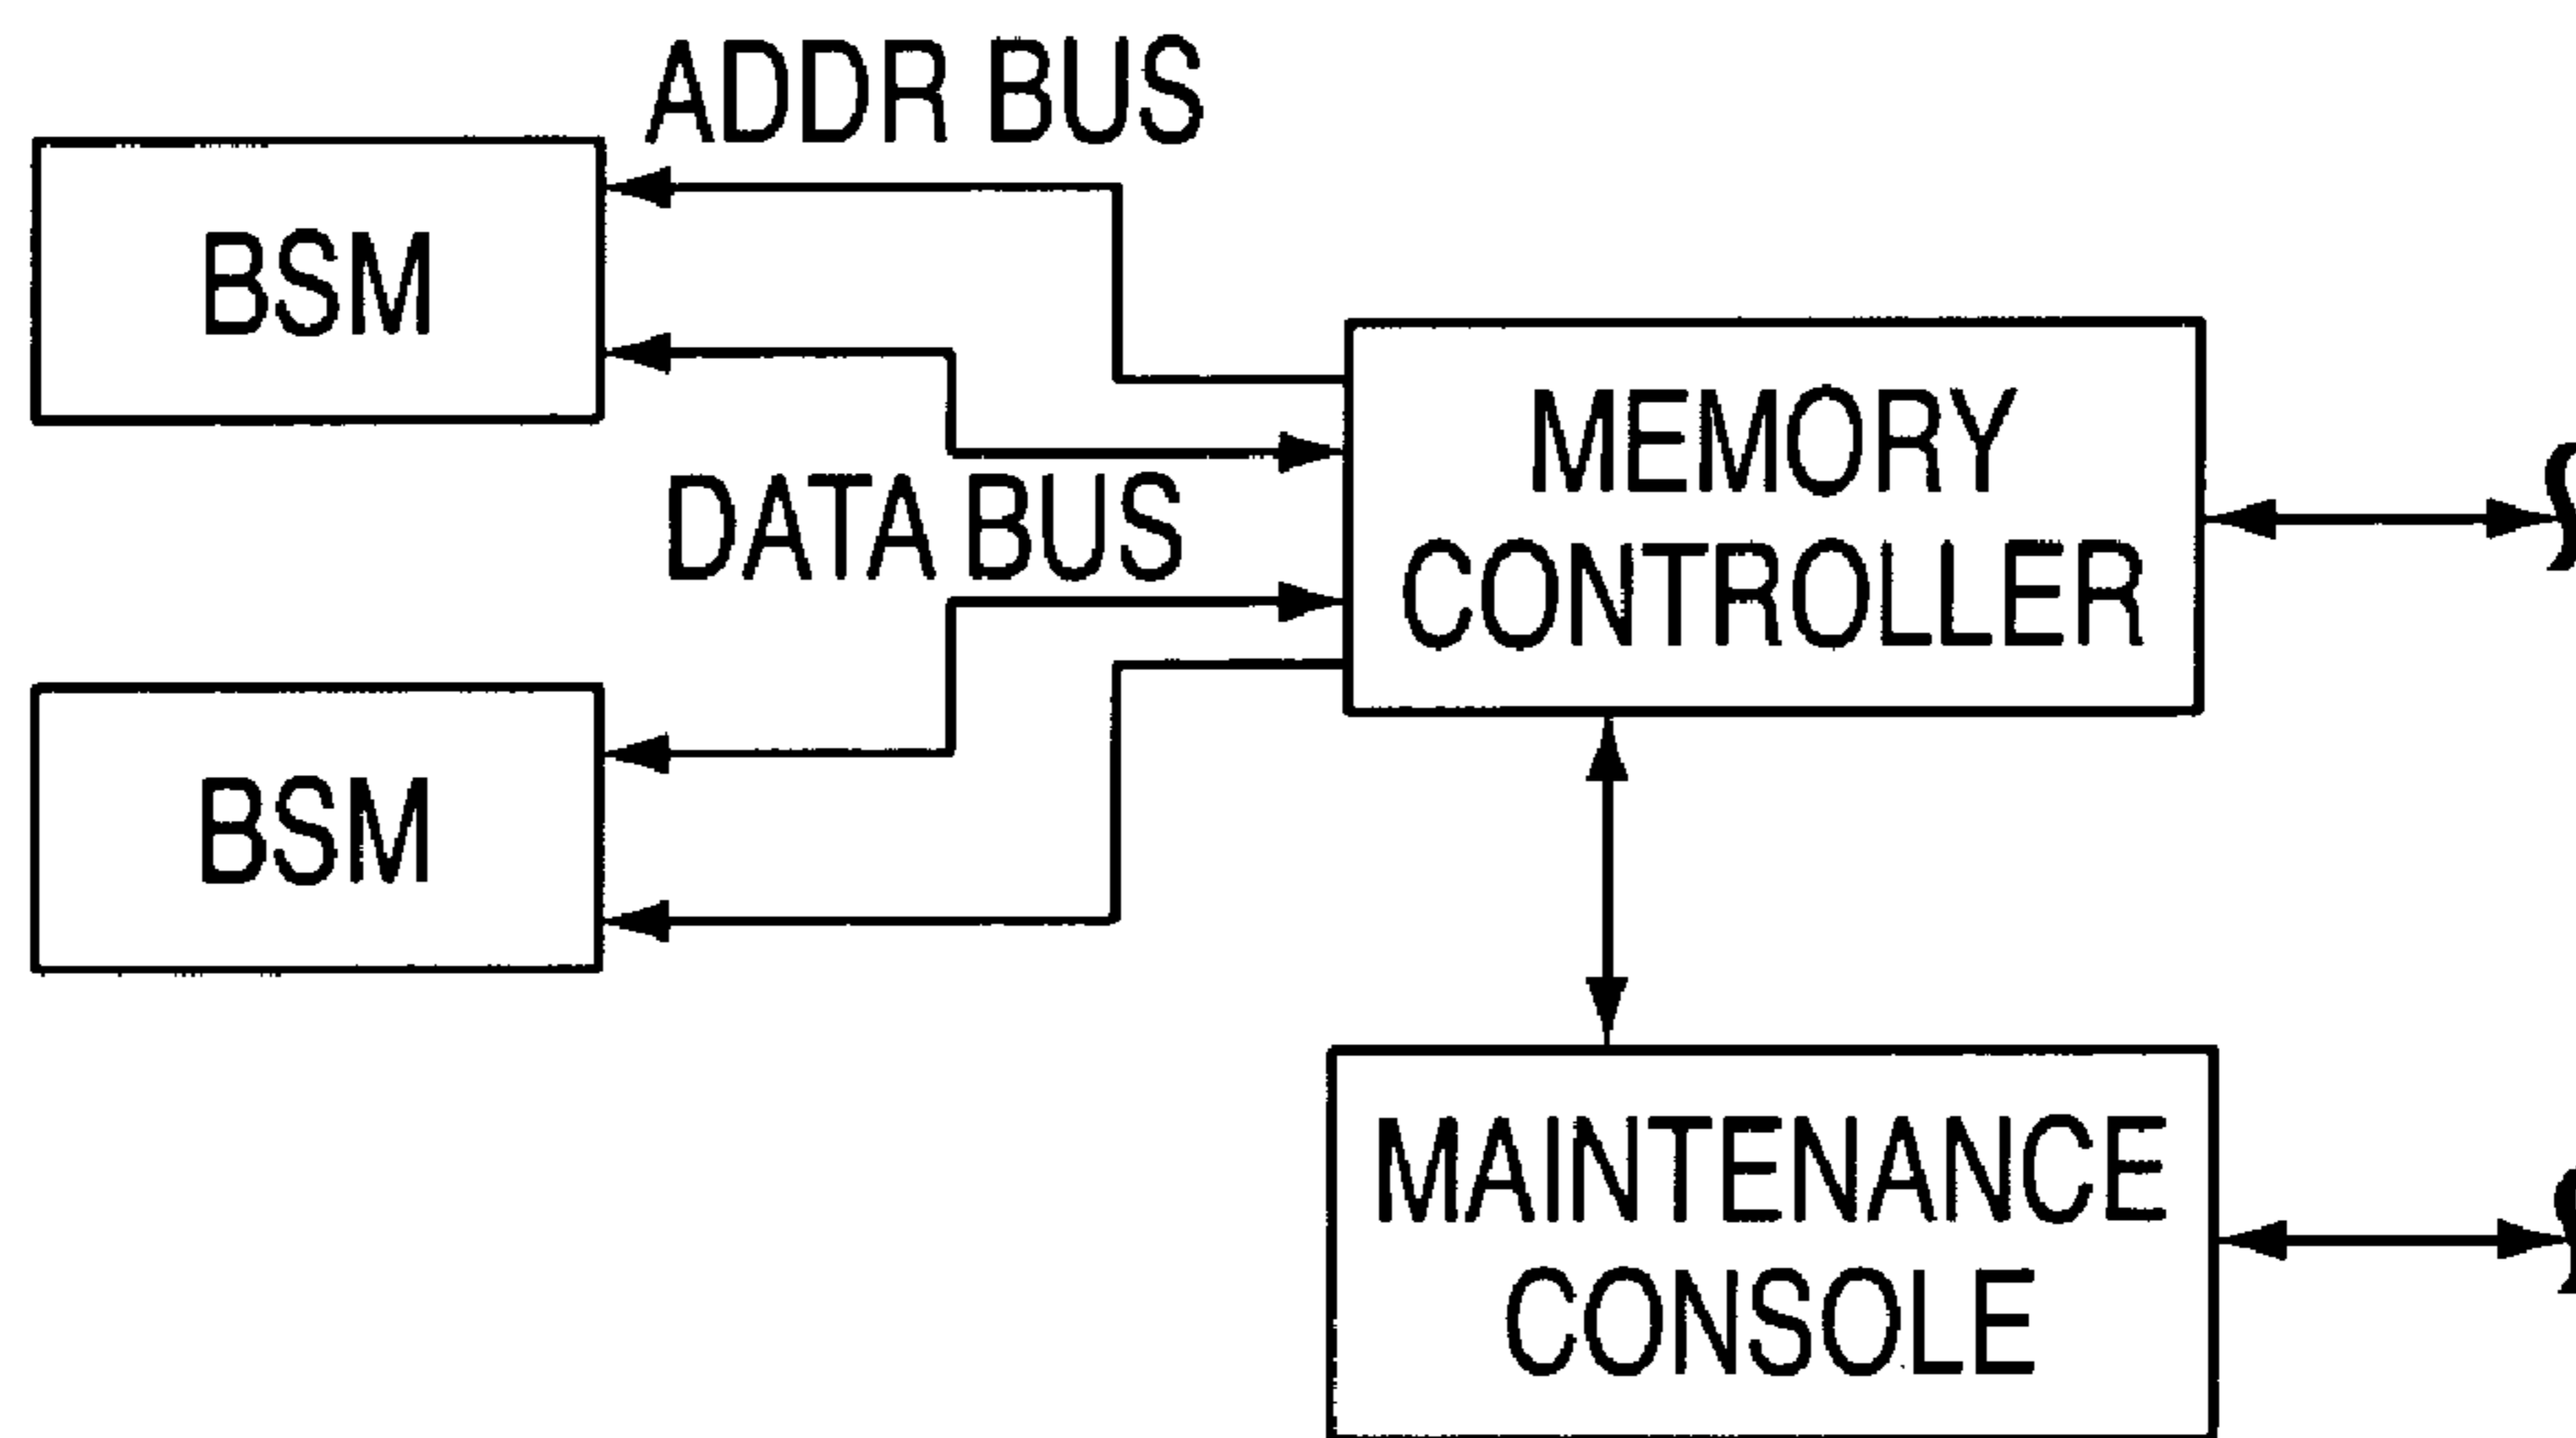 ADDR BUS
BSM
MEMORY
CONTROLLER
DATA BUS
BSM
MAINTENANCE
CONSOLE